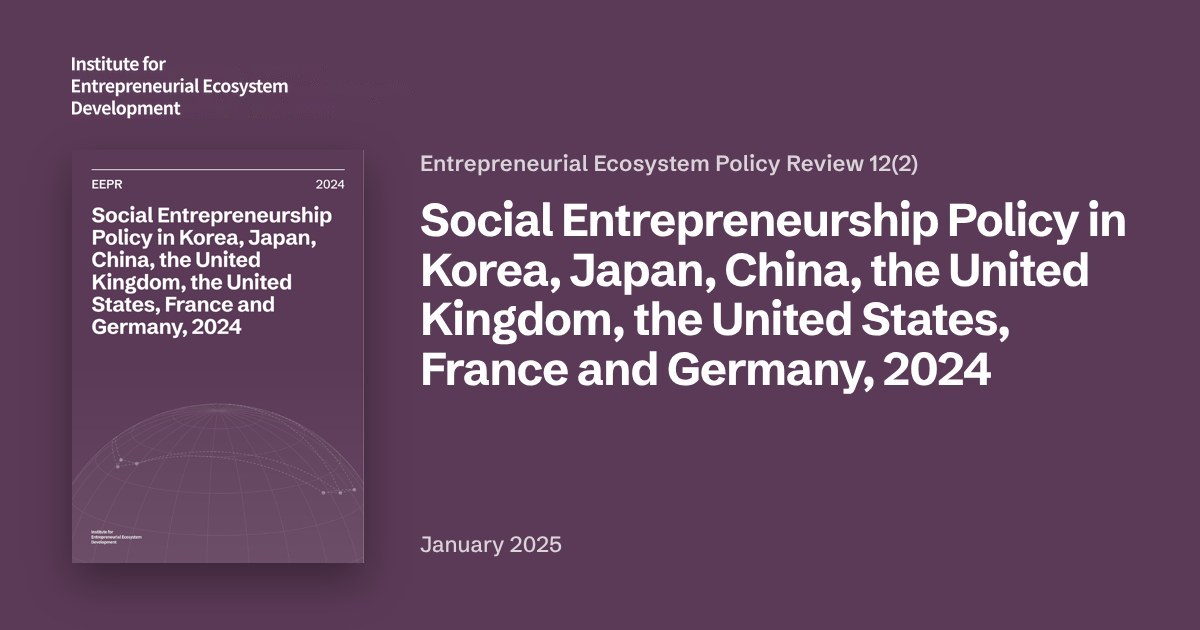 Institute for
Entrepreneurial Ecosystem
Development
EEPR 2024
Social Entrepreneurship
Policy in Korea, Japan,
China, the United
Kingdom, the United
States, France and
Germany, 2024
Institute for
Entrepreneurial Ecosystem
Development
Entrepreneurial Ecosystem Policy Review 12(2)
Social Entrepreneurship Policy in
Korea, Japan, China, the United
Kingdom, the United States,
France and Germany, 2024
January 2025